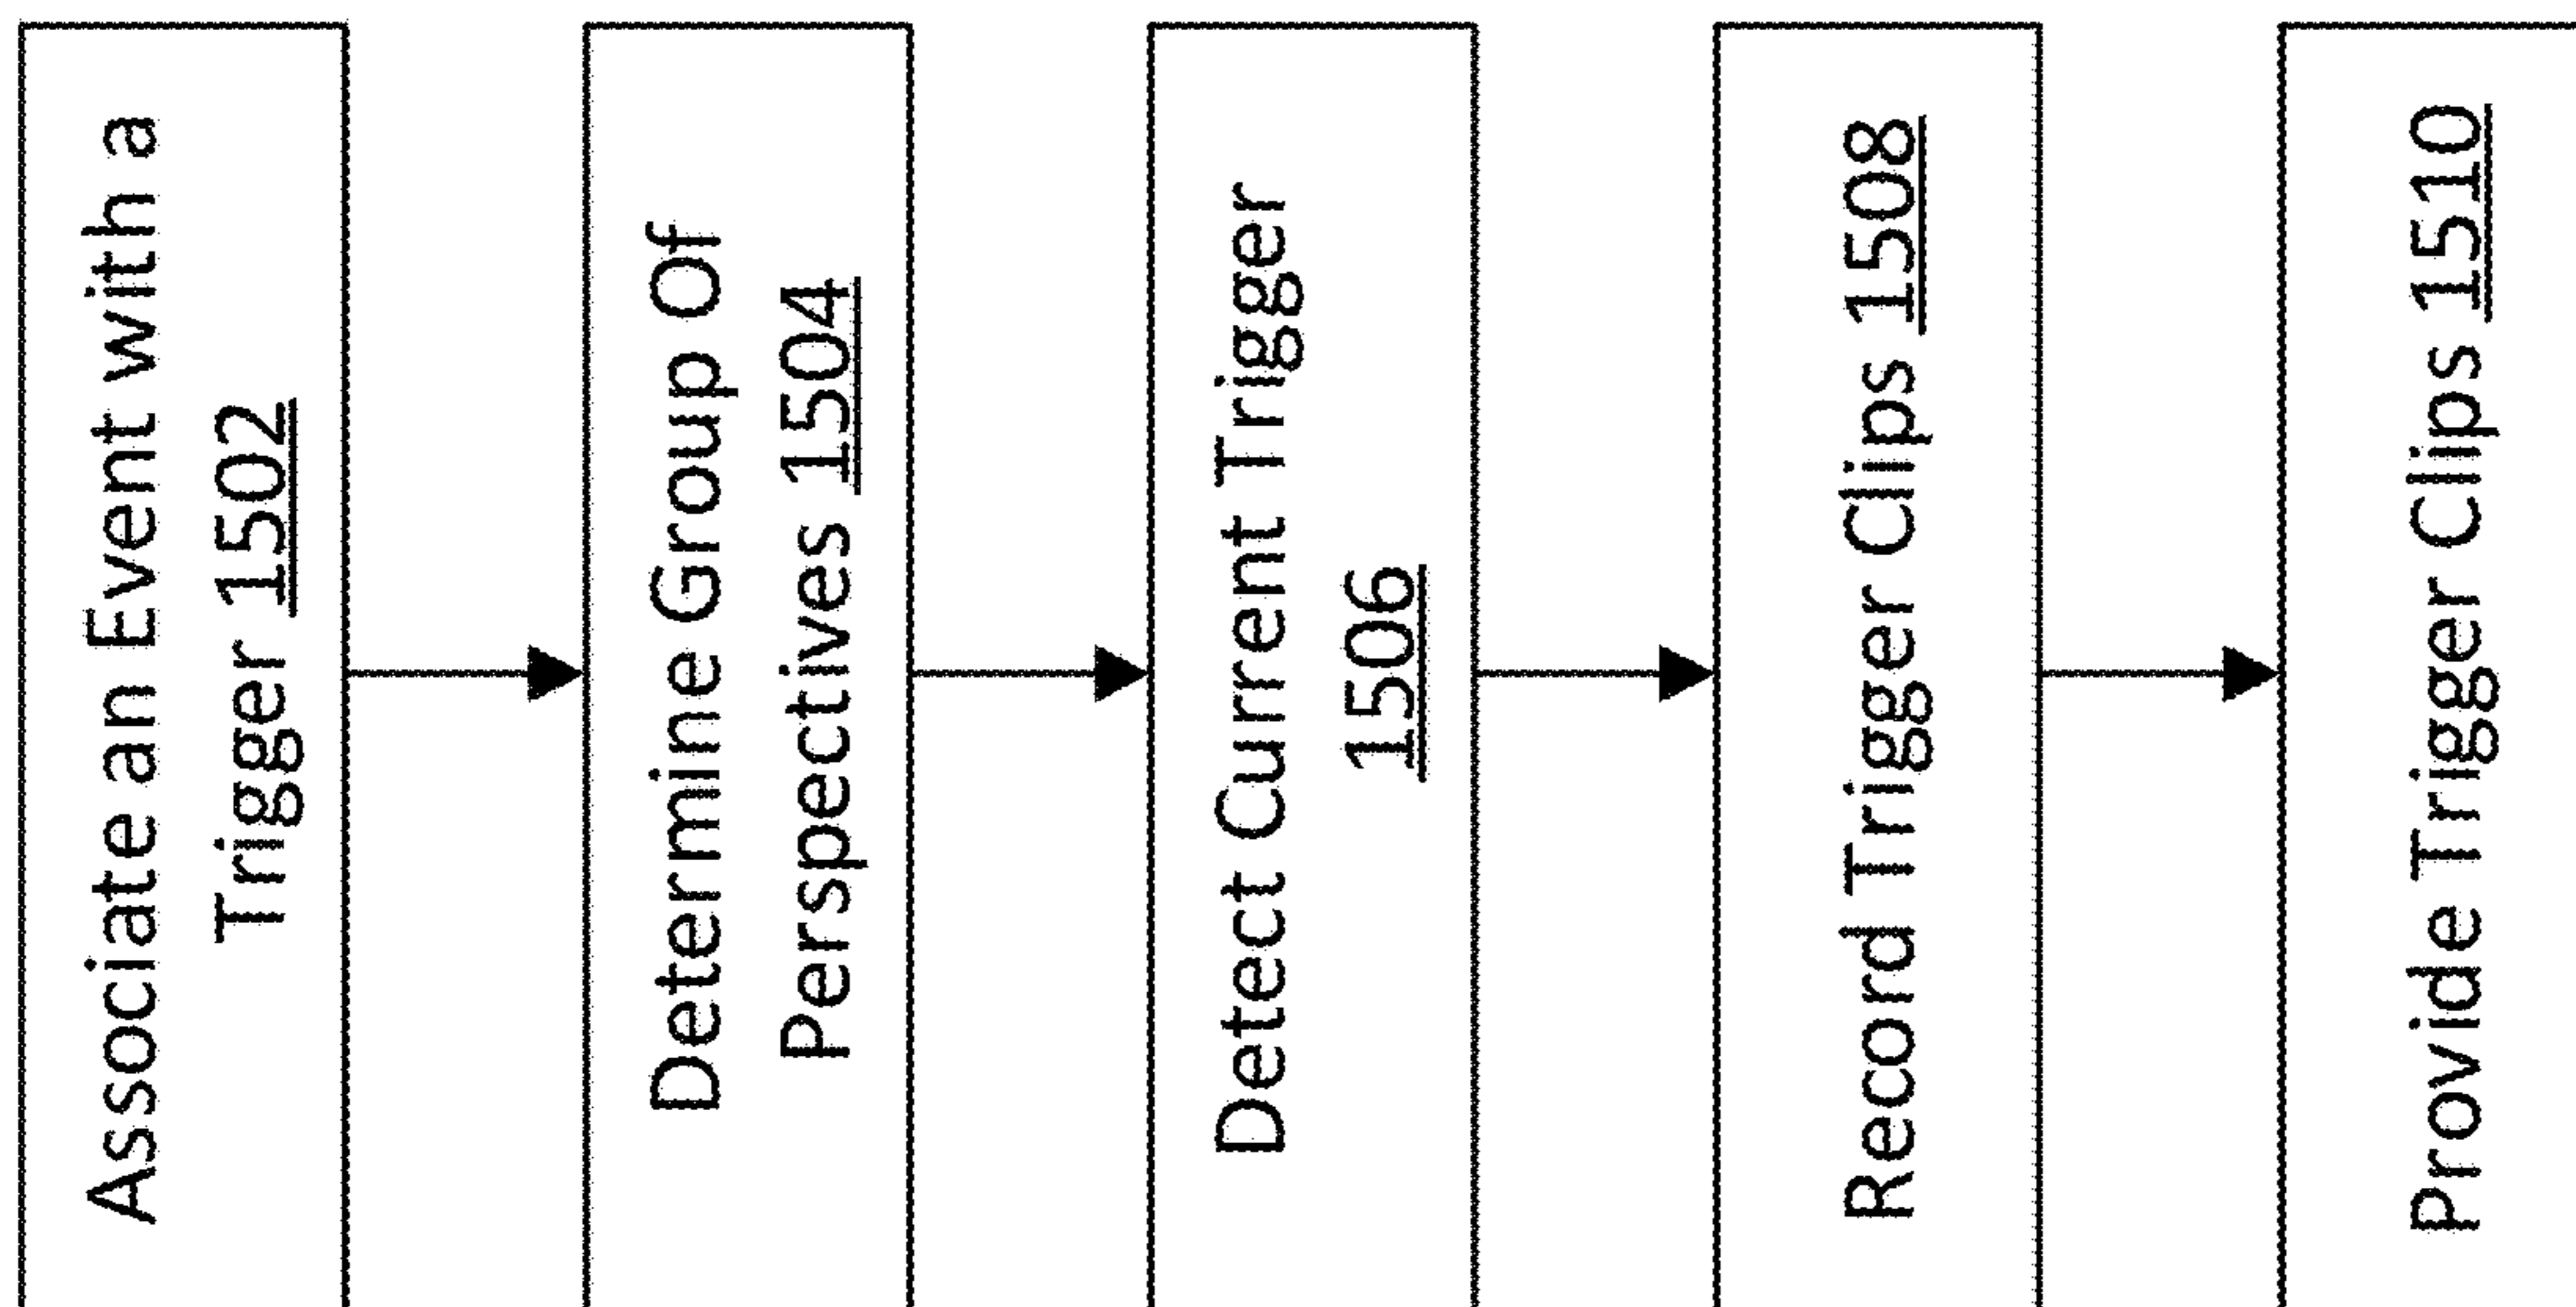 Associate an Event with a
Trigger 1502
Determine Group Of
Perspectives 1504
Detect Current Trigger
1506
Record Trigger Clips 1508
Provide Trigger Clips 1510